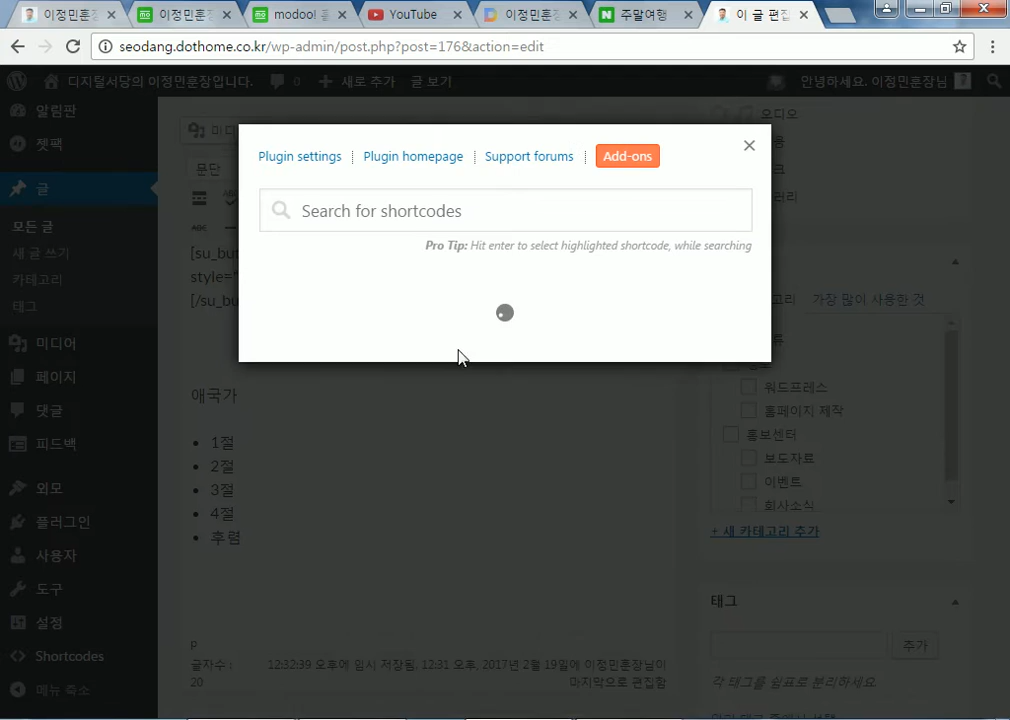 이정민훈
이정민훈장
modoo! 홈
YouTube
이정민훈장
주말여행
이 글 편집
seodang.dothome.co.kr/wp-admin/post.php?post=176&action=edit
디지털서당의 이정민훈장입니다.
0
새로 추가
글 보기
안녕하세요. 이정민훈장님
알림판
젯팩
글
모든 글
새 글 쓰기
카테고리
태그
미디어
페이지
댓글
피드백
외모
플러그인
사용자
도구
설정
Shortcodes
메뉴 축소
미디
문단
Plugin settings
Plugin homepage
Support forums
Add-ons
Search for shortcodes
Pro Tip: Hit enter to select highlighted shortcode, while searching
[su_bu
style="
[/su_bu
애국가
1절
2절
3절
4절
후렴
p
글자수 :
20
12:32:39 오후에 임시 저장됨. 12:31 오후, 2017년 2월 19일에 이정민훈장님이
마지막으로 편집함
오디오
가장 많이 사용한 것
워드프레스
홈페이지 제작
홍보센터
보도자료
이벤트
회사소식
+ 새 카테고리 추가
태그
추가
각 태그를 쉼표로 분리하세요.